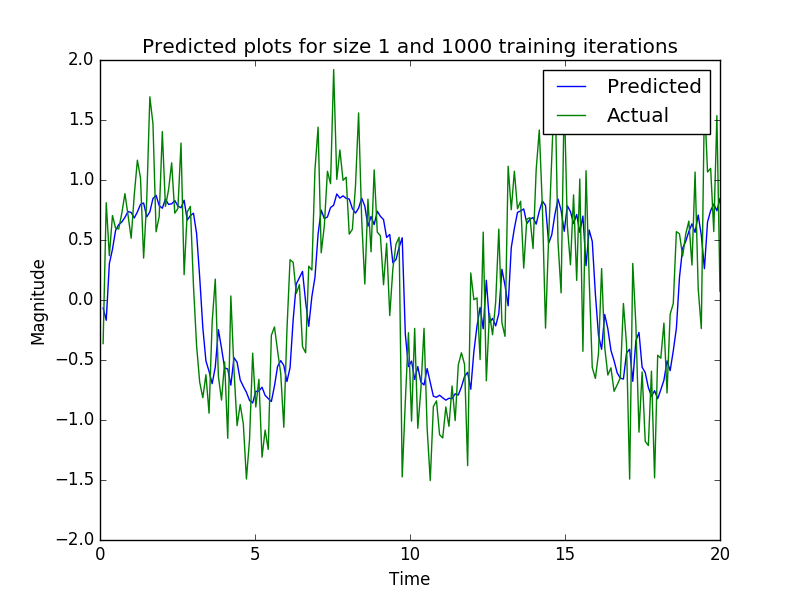 Predicted plots for size 1 and 1000 training iterations
Predicted
Actual
Magnitude
2.0
1.5
1.0
0.5
0.0
−0.5
−1.0
−1.5
−2.0
0 5 10 15 20
Time